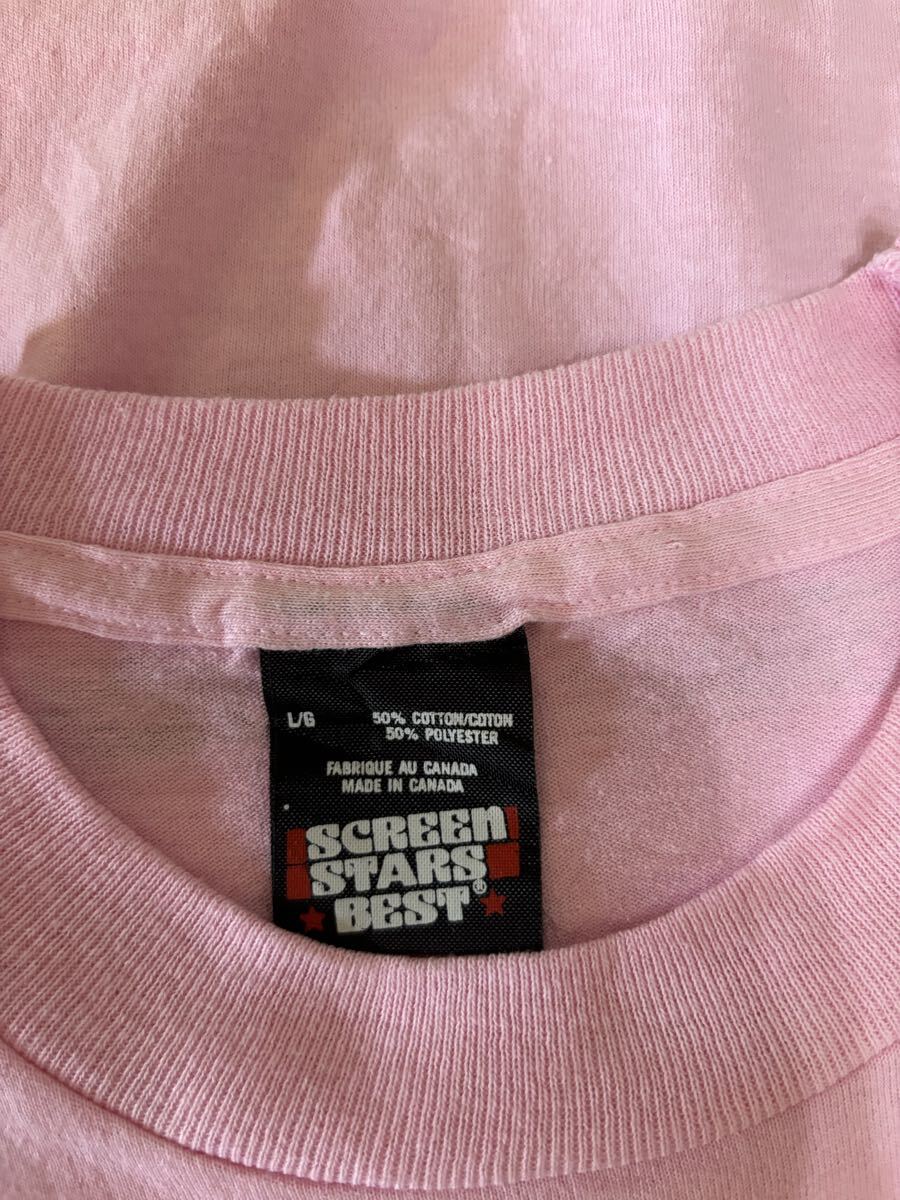 L/G 50% COTTON/COTON
50% POLYESTER
FABRIQUE AU CANADA
MADE IN CANADA
SCREEN
STARS
BEST®